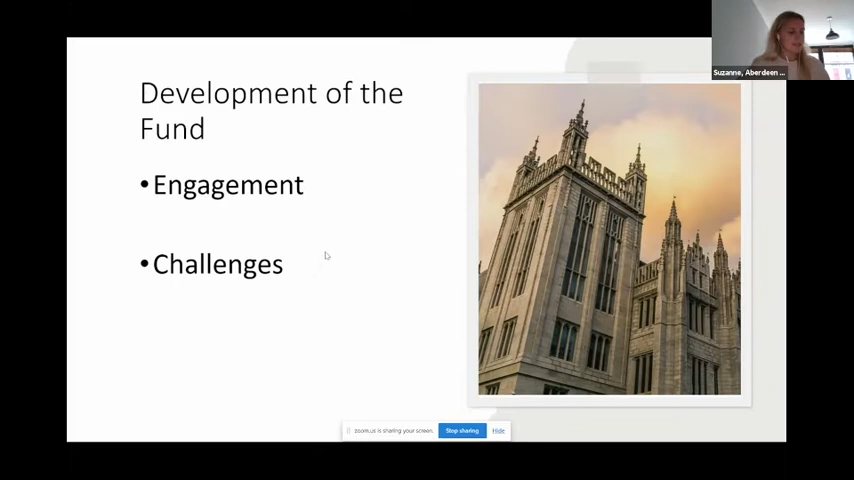 Suzanne, Aberdeen ...
Development of the
Fund
•Engagement
•Challenges
zoom.us is sharing your screen.
Stop sharing
Hide